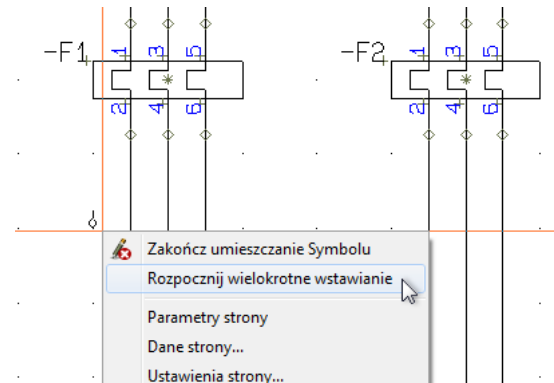 -F1 1 3 5
2 4 6
-F2 1 3 5
2 4 6
Zakończ umieszczanie Symbolu
Rozpocznij wielokrotne wstawianie
Parametry strony
Dane strony...
Ustawienia strony...